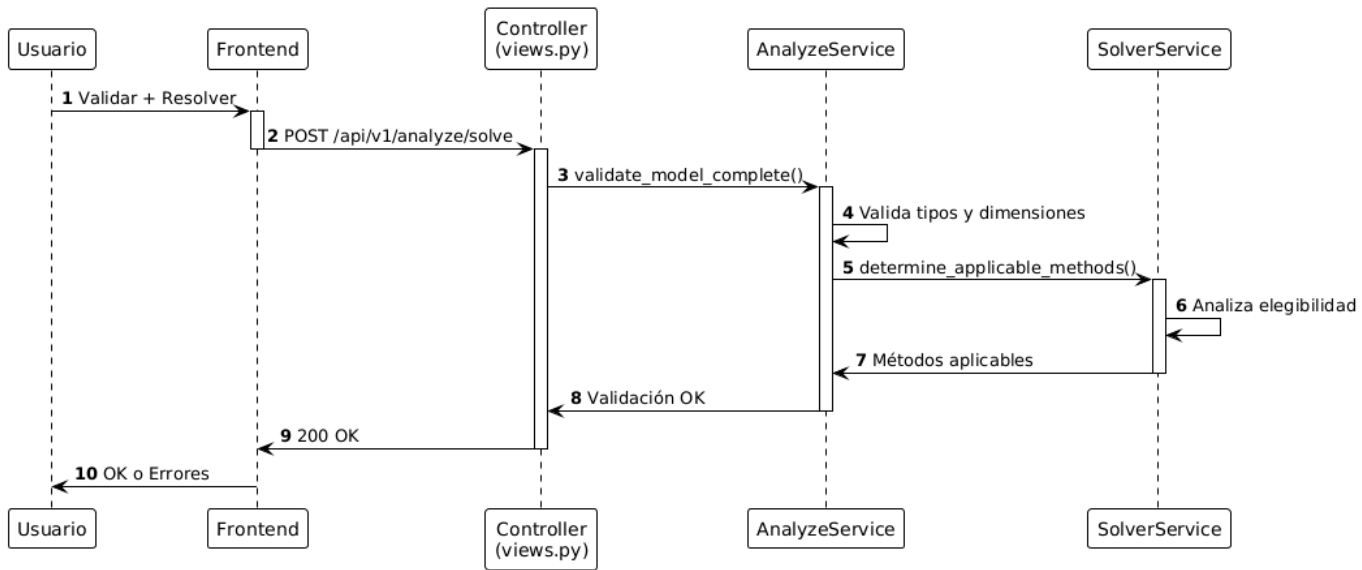 Usuario
Frontend
Controller
(views.py)
AnalyzeService
SolverService
1 Validar + Resolver
2 POST /api/v1/analyze/solve
3 validate_model_complete()
4 Valida tipos y dimensiones
5 determine_applicable_methods()
6 Analiza elegibilidad
7 Métodos aplicables
8 Validación OK
9 200 OK
10 OK o Errores
Usuario
Frontend
Controller
(views.py)
AnalyzeService
SolverService